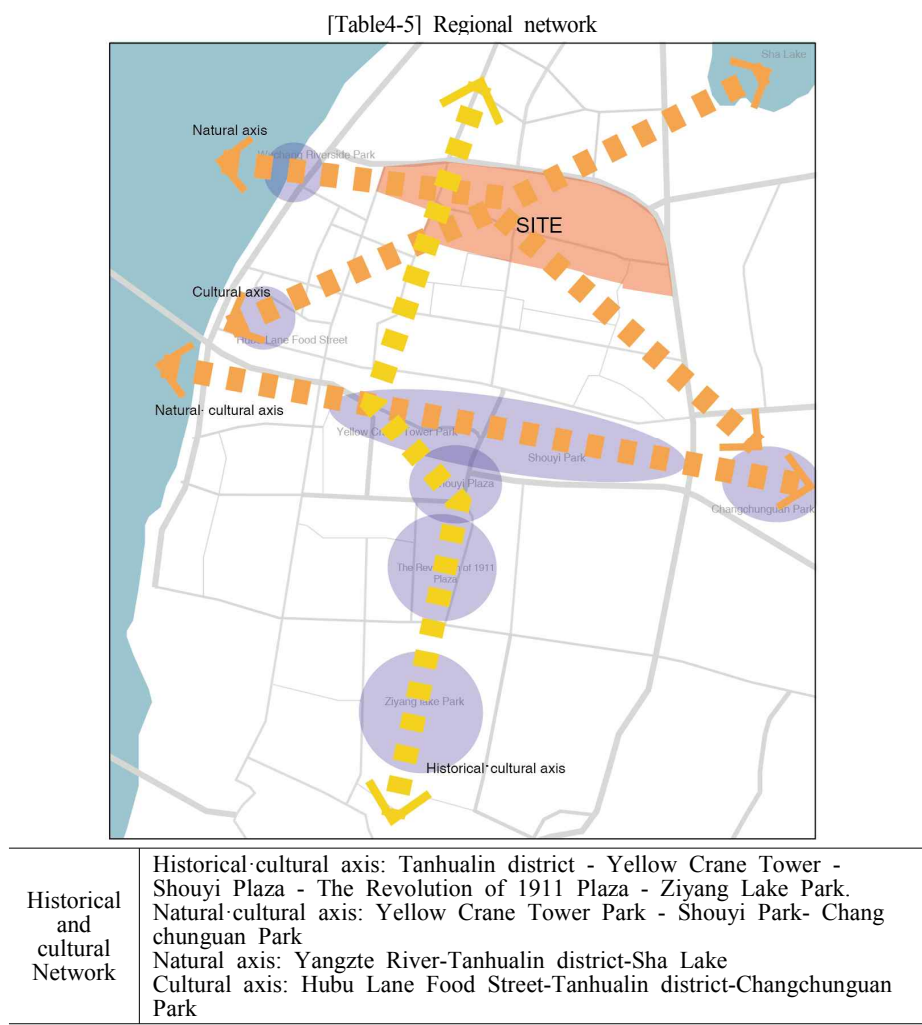 [Table4-5] Regional network
Sha Lake
Natural axis
Wuchang Riverside Park
SITE
Cultural axis
Hubu Lane Food Street
Natural· cultural axis
Yellow Crane Tower Park
Shouyi Park
Shouyi Plaza
Changchunguan Park
The Revolution of 1911
Plaza
Ziyang lake Park
Historical·cultural axis
Historical
and
cultural
Network
Historical·cultural axis: Tanhualin district - Yellow Crane Tower -
Shouyi Plaza - The Revolution of 1911 Plaza - Ziyang Lake Park.
Natural·cultural axis: Yellow Crane Tower Park - Shouyi Park- Chang
chunguan Park
Natural axis: Yangzte River-Tanhualin district-Sha Lake
Cultural axis: Hubu Lane Food Street-Tanhualin district-Changchunguan
Park